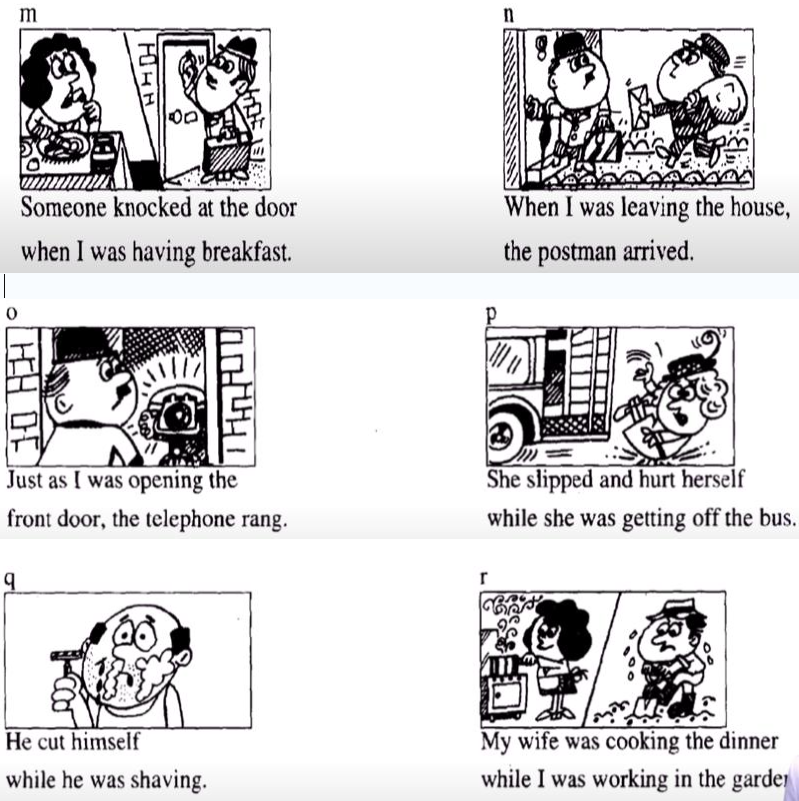 m
Someone knocked at the door
when I was having breakfast.
n
When I was leaving the house,
the postman arrived.
o
Just as I was opening the
front door, the telephone rang.
p
She slipped and hurt herself
while she was getting off the bus.
q
He cut himself
while he was shaving.
r
My wife was cooking the dinner
while I was working in the garde